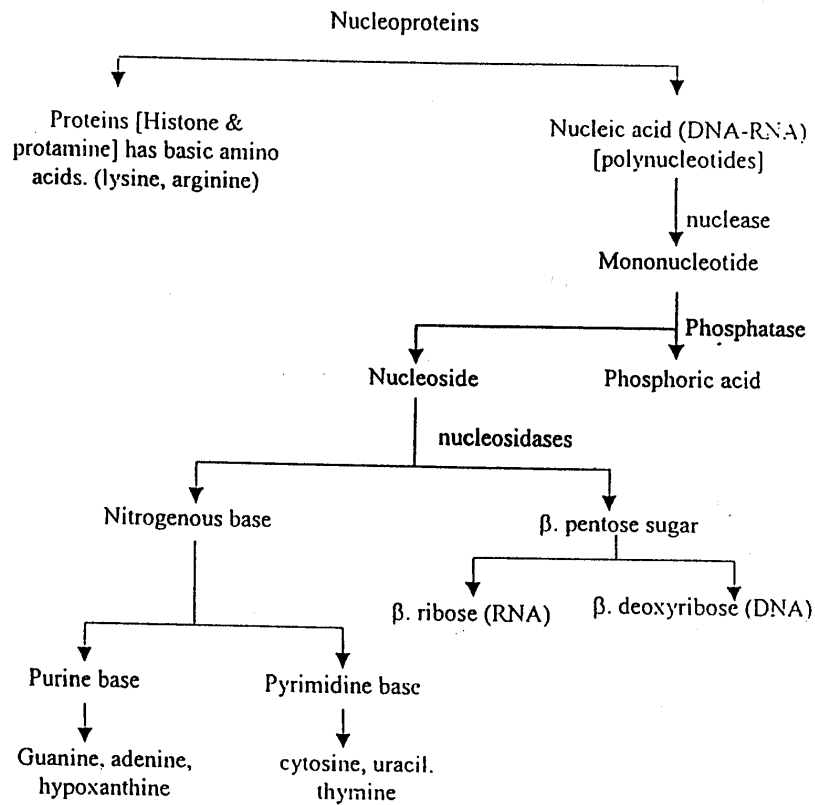 Nucleoproteins
Proteins [Histone &
protamine] has basic amino
acids. (lysine, arginine)
Nucleic acid (DNA-RNA)
[polynucleotides]
nuclease
Mononucleotide
Phosphatase
Nucleoside
Phosphoric acid
nucleosidases
Nitrogenous base
β. pentose sugar
β. ribose (RNA)
β. deoxyribose (DNA)
Purine base
Pyrimidine base
Guanine, adenine,
hypoxanthine
cytosine, uracil.
thymine